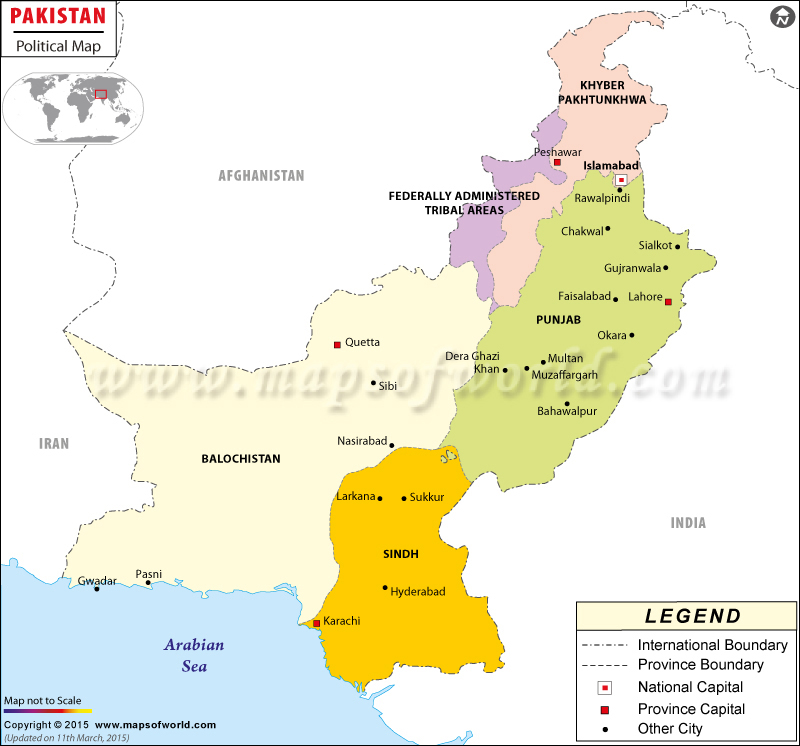 PAKISTAN
Political Map
N
KHYBER
PAKHTUNKHWA
Peshawar
Islamabad
AFGHANISTAN
FEDERALLY ADMINISTERED
TRIBAL AREAS
Rawalpindi
Chakwal
Sialkot
Gujranwala
Faisalabad
Lahore
PUNJAB
Okara
Quetta
Dera Ghazi
Khan
Multan
Muzaffargarh
Sibi
www.mapsofworld.com
Bahawalpur
Nasirabad
IRAN
BALOCHISTAN
Larkana
Sukkur
INDIA
SINDH
Pasni
Gwadar
Hyderabad
Karachi
Arabian
Sea
LEGEND
International Boundary
Province Boundary
National Capital
Province Capital
Other City
Map not to Scale
Copyright © 2015 www.mapsofworld.com
(Updated on 11th March, 2015)